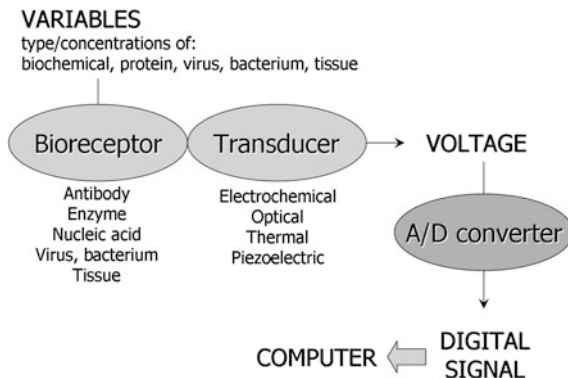 VARIABLES
type/concentrations of:
biochemical, protein, virus, bacterium, tissue
Bioreceptor
Transducer
VOLTAGE
Antibody
Enzyme
Nucleic acid
Virus, bacterium
Tissue
Electrochemical
Optical
Thermal
Piezoelectric
A/D converter
DIGITAL
SIGNAL
COMPUTER